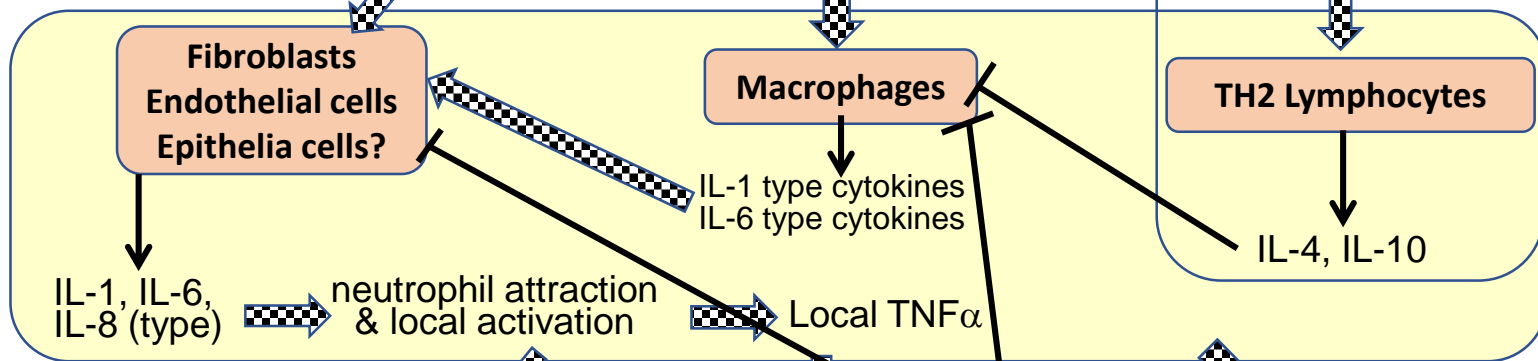 Fibroblasts
Endothelial cells
Epithelia cells?
Macrophages
TH2 Lymphocytes
IL-1 type cytokines
IL-6 type cytokines
IL-4, IL-10
IL-1, IL-6,
IL-8 (type)
neutrophil attraction
& local activation
Local TNFα